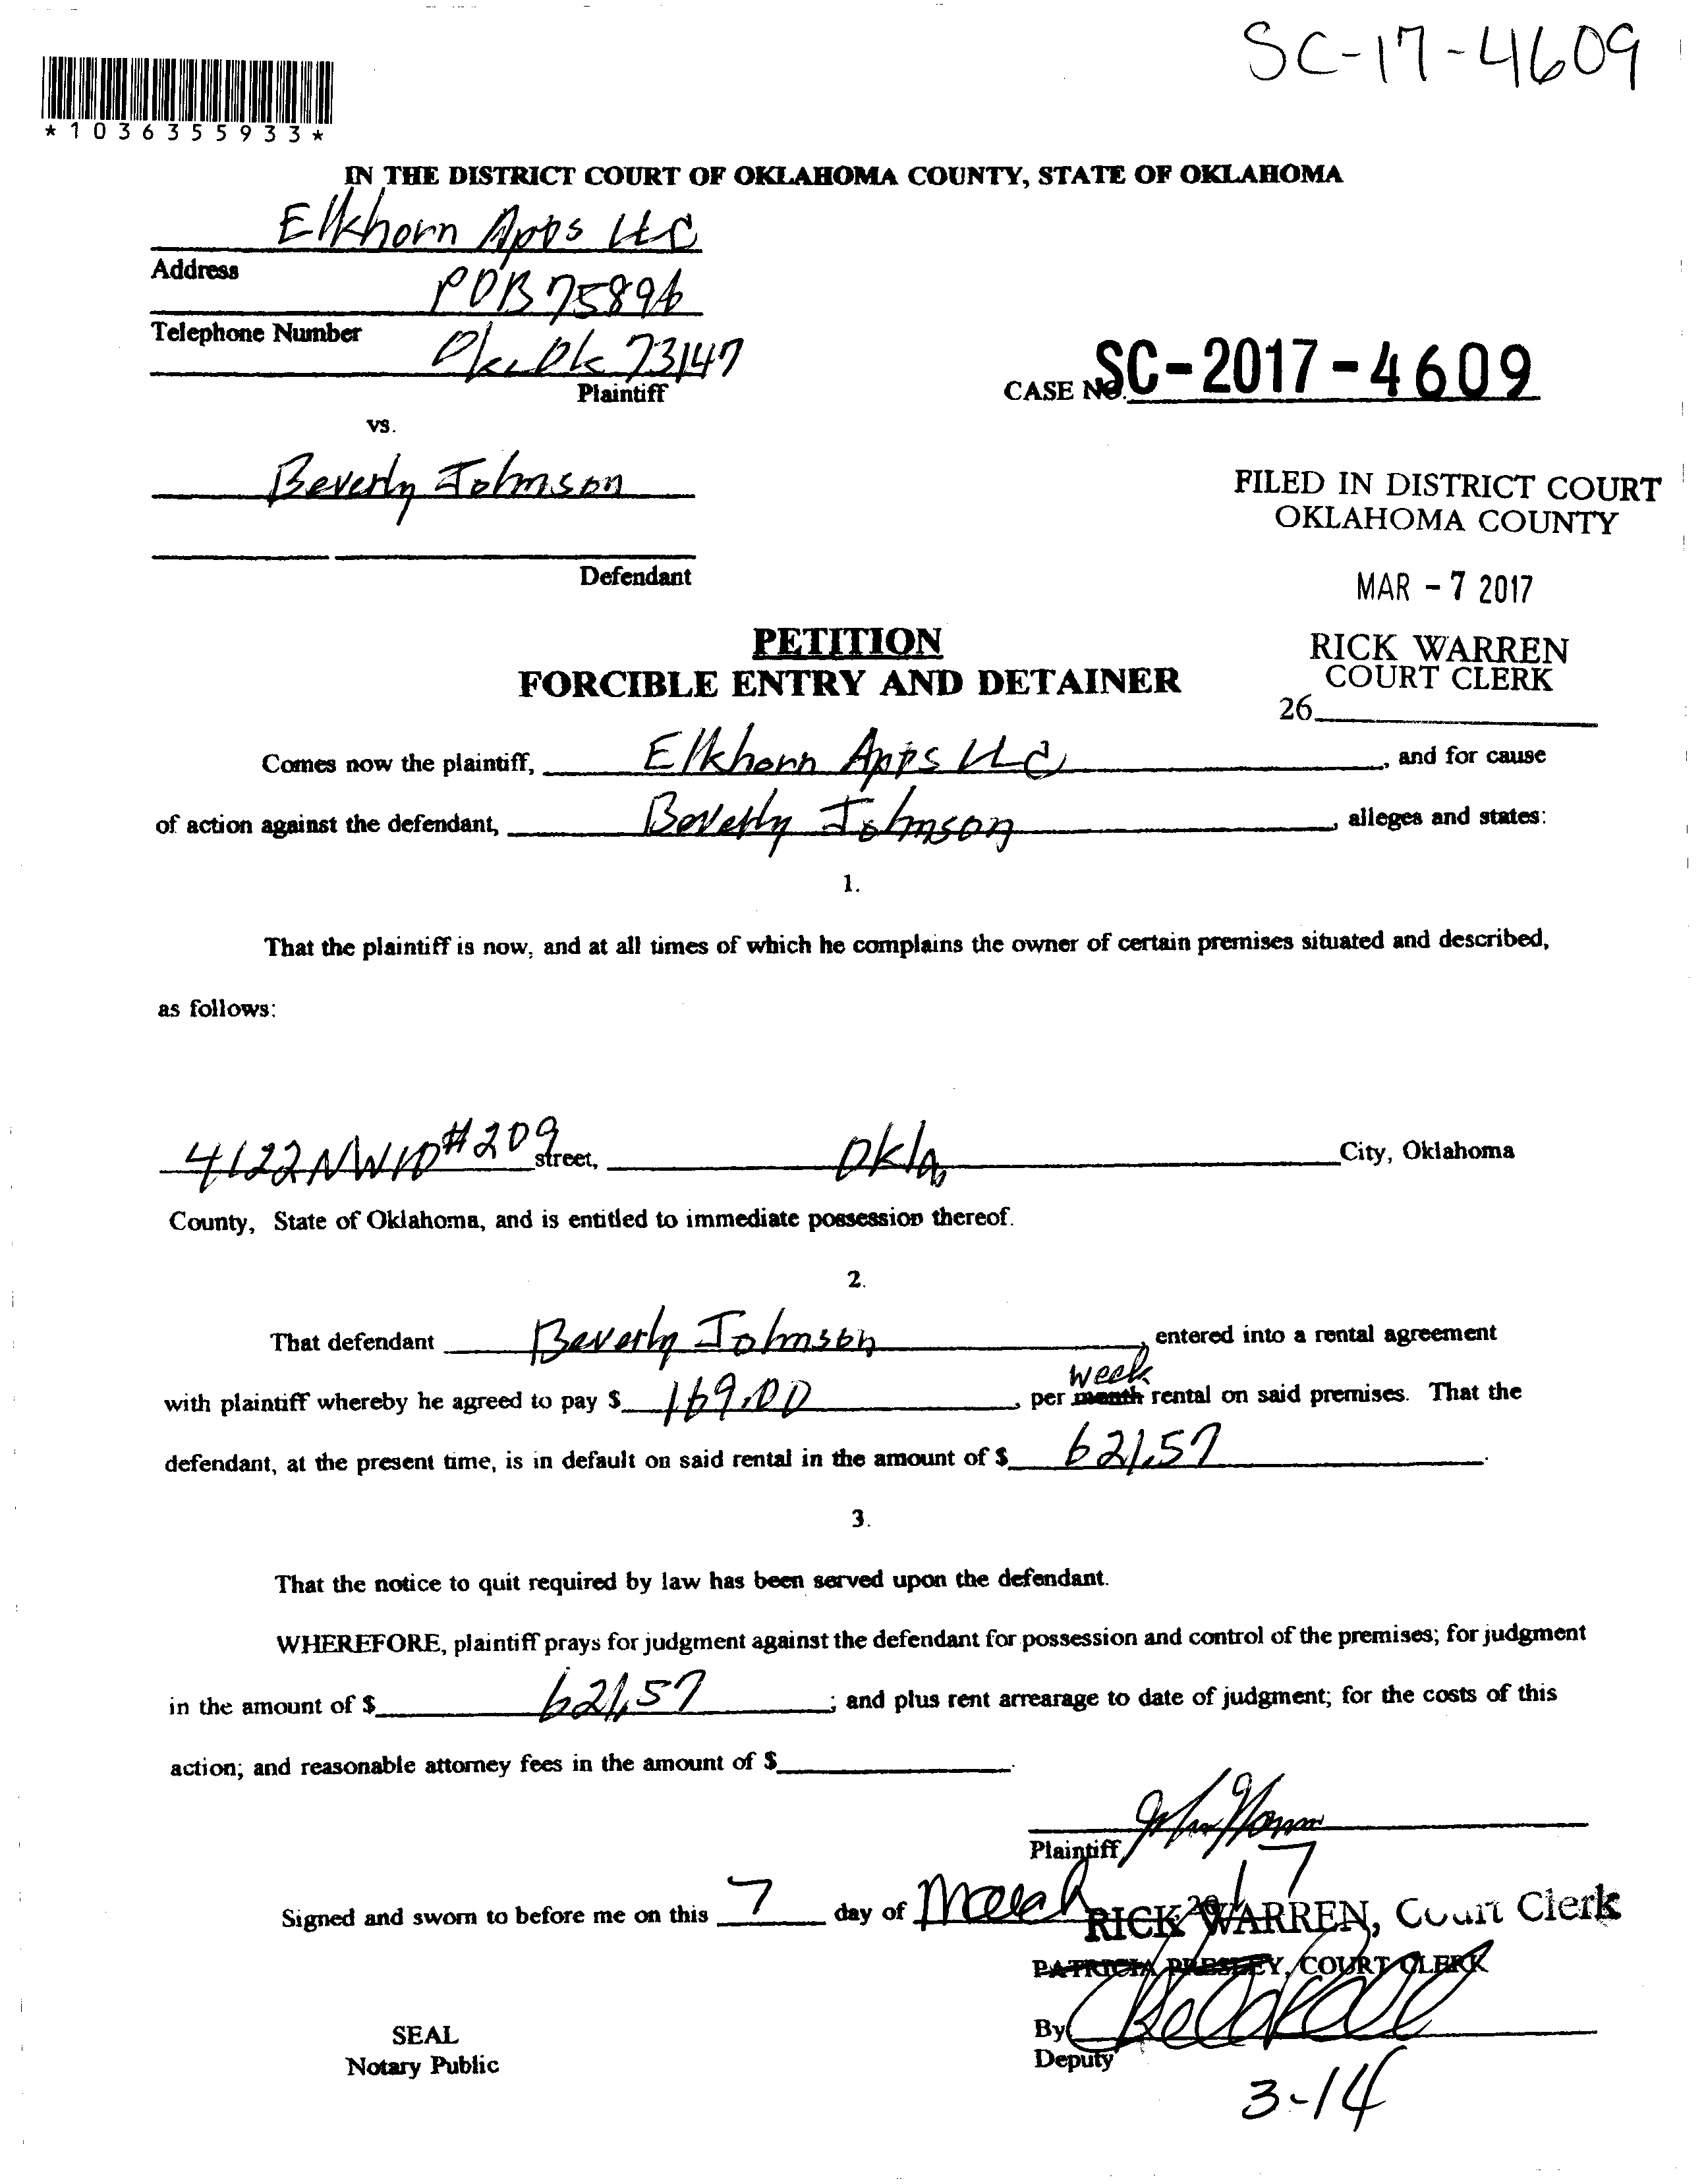 SC-17-4609
*1036355933*
IN THE DISTRICT COURT OF OKLAHOMA COUNTY, STATE OF OKLAHOMA
Elkhorn Apts LLC
Address
POB 75896
Telephone Number
Okc Ok 73147
Plaintiff
CASE NO. SC-2017-4609
vs.
Beverly Johnson
FILED IN DISTRICT COURT
OKLAHOMA COUNTY
Defendant
MAR - 7 2017
PETITION
FORCIBLE ENTRY AND DETAINER
RICK WARREN
COURT CLERK
26
Comes now the plaintiff, Elkhorn Apts LLC, and for cause
of action against the defendant, Beverly Johnson, alleges and states:
1.
That the plaintiff is now, and at all times of which he complains the owner of certain premises situated and described,
as follows:
4122 NW 10 #209 street, Okla City, Oklahoma
County, State of Oklahoma, and is entitled to immediate possession thereof.
2.
That defendant Beverly Johnson, entered into a rental agreement
week
with plaintiff whereby he agreed to pay $ 169.00, per month rental on said premises. That the
defendant, at the present time, is in default on said rental in the amount of $ 621.57.
3.
That the notice to quit required by law has been served upon the defendant.
WHEREFORE, plaintiff prays for judgment against the defendant for possession and control of the premises; for judgment
in the amount of $ 621.57; and plus rent arrearage to date of judgment; for the costs of this
action; and reasonable attorney fees in the amount of $ .
Plaintiff
Signed and sworn to before me on this 7 day of March 2017
RICK WARREN, Court Clerk
PATRICIA PRESLEY, COURT CLERK
By
Deputy
SEAL
Notary Public
3-14